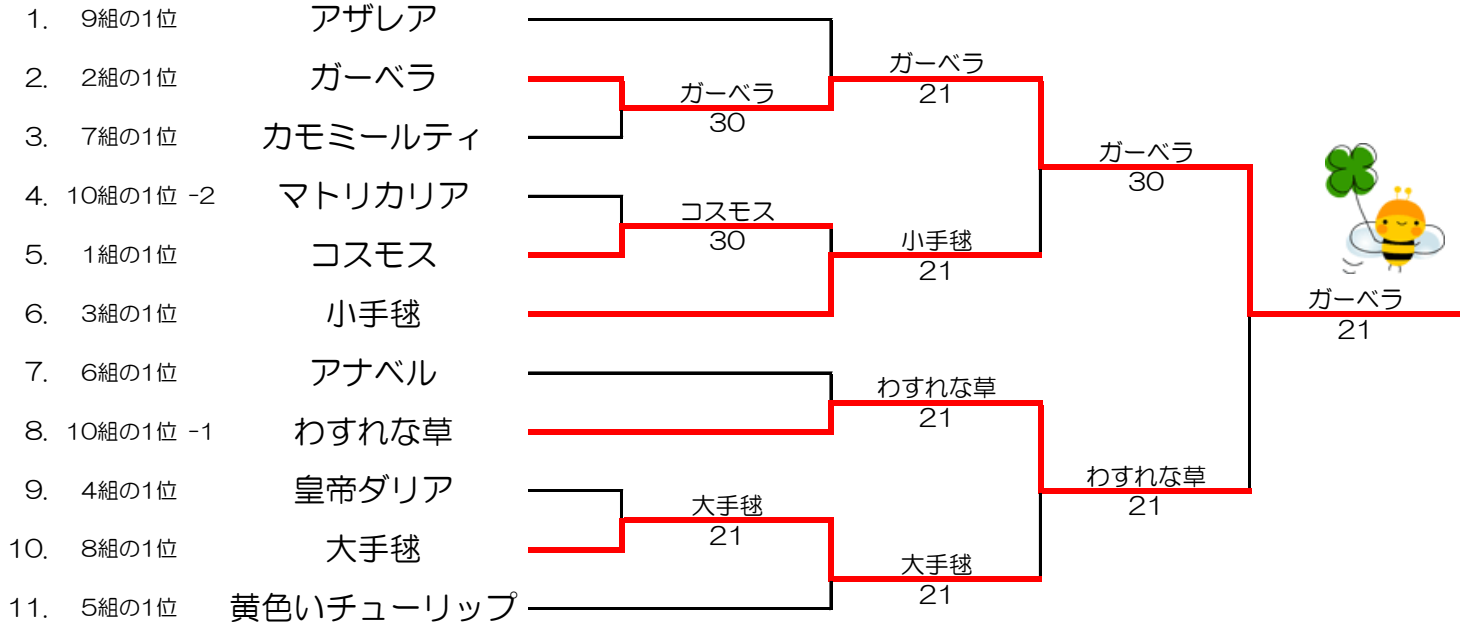 1. 9組の1位 アザレア
2. 2組の1位 ガーベラ
3. 7組の1位 カモミールティ
4. 10組の1位 -2 マトリカリア
5. 1組の1位 コスモス
6. 3組の1位 小手毬
7. 6組の1位 アナベル
8. 10組の1位 -1 わすれな草
9. 4組の1位 皇帝ダリア
10. 8組の1位 大手毬
11. 5組の1位 黄色いチューリップ
ガーベラ
30
コスモス
30
大手毬
21
ガーベラ
21
小手毬
21
わすれな草
21
大手毬
21
ガーベラ
30
わすれな草
21
ガーベラ
21